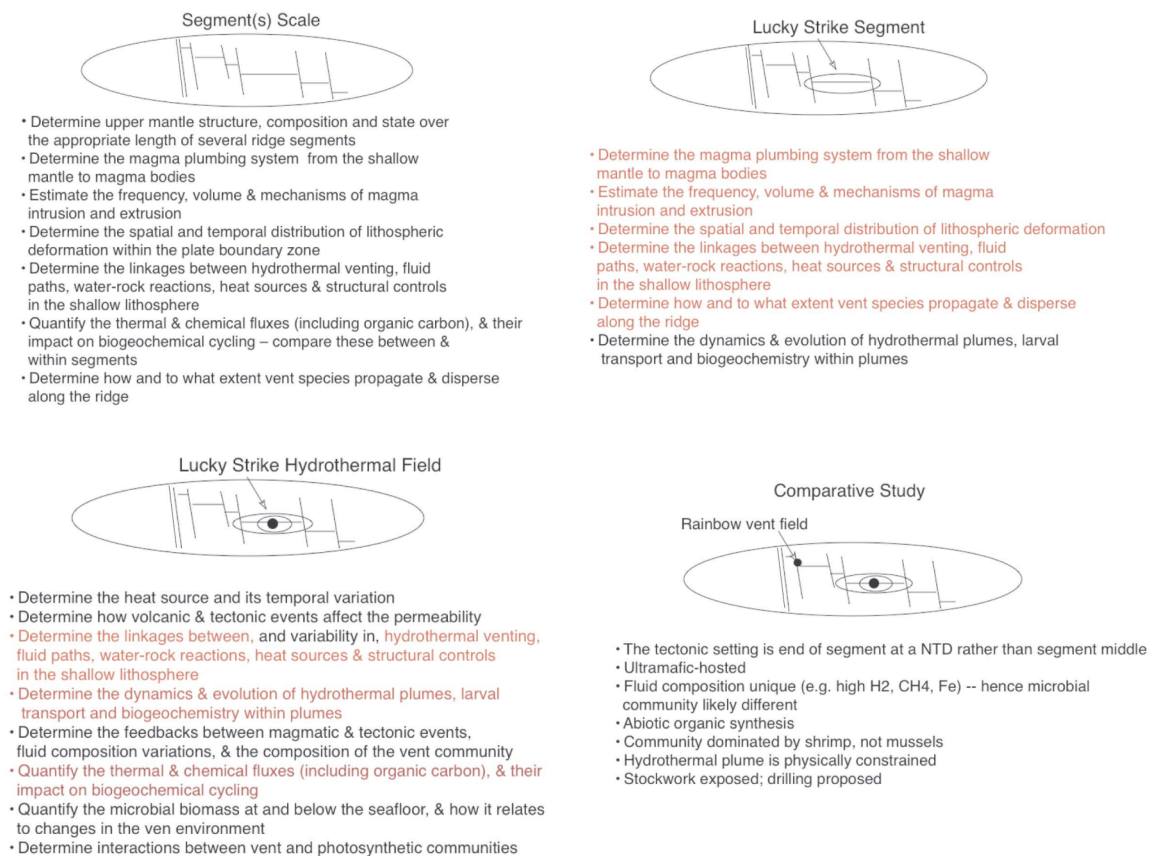 Segment(s) Scale
• Determine upper mantle structure, composition and state over
the appropriate length of several ridge segments
• Determine the magma plumbing system from the shallow
mantle to magma bodies
• Estimate the frequency, volume & mechanisms of magma
intrusion and extrusion
• Determine the spatial and temporal distribution of lithospheric
deformation within the plate boundary zone
• Determine the linkages between hydrothermal venting, fluid
paths, water-rock reactions, heat sources & structural controls
in the shallow lithosphere
• Quantify the thermal & chemical fluxes (including organic carbon), & their
impact on biogeochemical cycling – compare these between &
within segments
• Determine how and to what extent vent species propagate & disperse
along the ridge
Lucky Strike Segment
• Determine the magma plumbing system from the shallow
mantle to magma bodies
• Estimate the frequency, volume & mechanisms of magma
intrusion and extrusion
• Determine the spatial and temporal distribution of lithospheric deformation
• Determine the linkages between hydrothermal venting, fluid
paths, water-rock reactions, heat sources & structural controls
in the shallow lithosphere
• Determine how and to what extent vent species propagate & disperse
along the ridge
• Determine the dynamics & evolution of hydrothermal plumes, larval
transport and biogeochemistry within plumes
Lucky Strike Hydrothermal Field
• Determine the heat source and its temporal variation
• Determine how volcanic & tectonic events affect the permeability
• Determine the linkages between, and variability in, hydrothermal venting,
fluid paths, water-rock reactions, heat sources & structural controls
in the shallow lithosphere
• Determine the dynamics & evolution of hydrothermal plumes, larval
transport and biogeochemistry within plumes
• Determine the feedbacks between magmatic & tectonic events,
fluid composition variations, & the composition of the vent community
• Quantify the thermal & chemical fluxes (including organic carbon), & their
impact on biogeochemical cycling
• Quantify the microbial biomass at and below the seafloor, & how it relates
to changes in the ven environment
• Determine interactions between vent and photosynthetic communities
Comparative Study
Rainbow vent field
• The tectonic setting is end of segment at a NTD rather than segment middle
• Ultramafic-hosted
• Fluid composition unique (e.g. high H2, CH4, Fe) -- hence microbial
community likely different
• Abiotic organic synthesis
• Community dominated by shrimp, not mussels
• Hydrothermal plume is physically constrained
• Stockwork exposed; drilling proposed